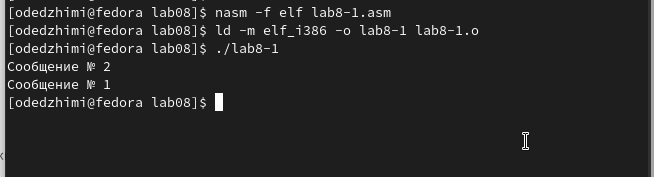 [odedzhimi@fedora lab08]$ nasm -f elf lab8-1.asm
[odedzhimi@fedora lab08]$ ld -m elf_i386 -o lab8-1 lab8-1.o
[odedzhimi@fedora lab08]$ ./lab8-1
Сообщение № 2
Сообщение № 1
[odedzhimi@fedora lab08]$